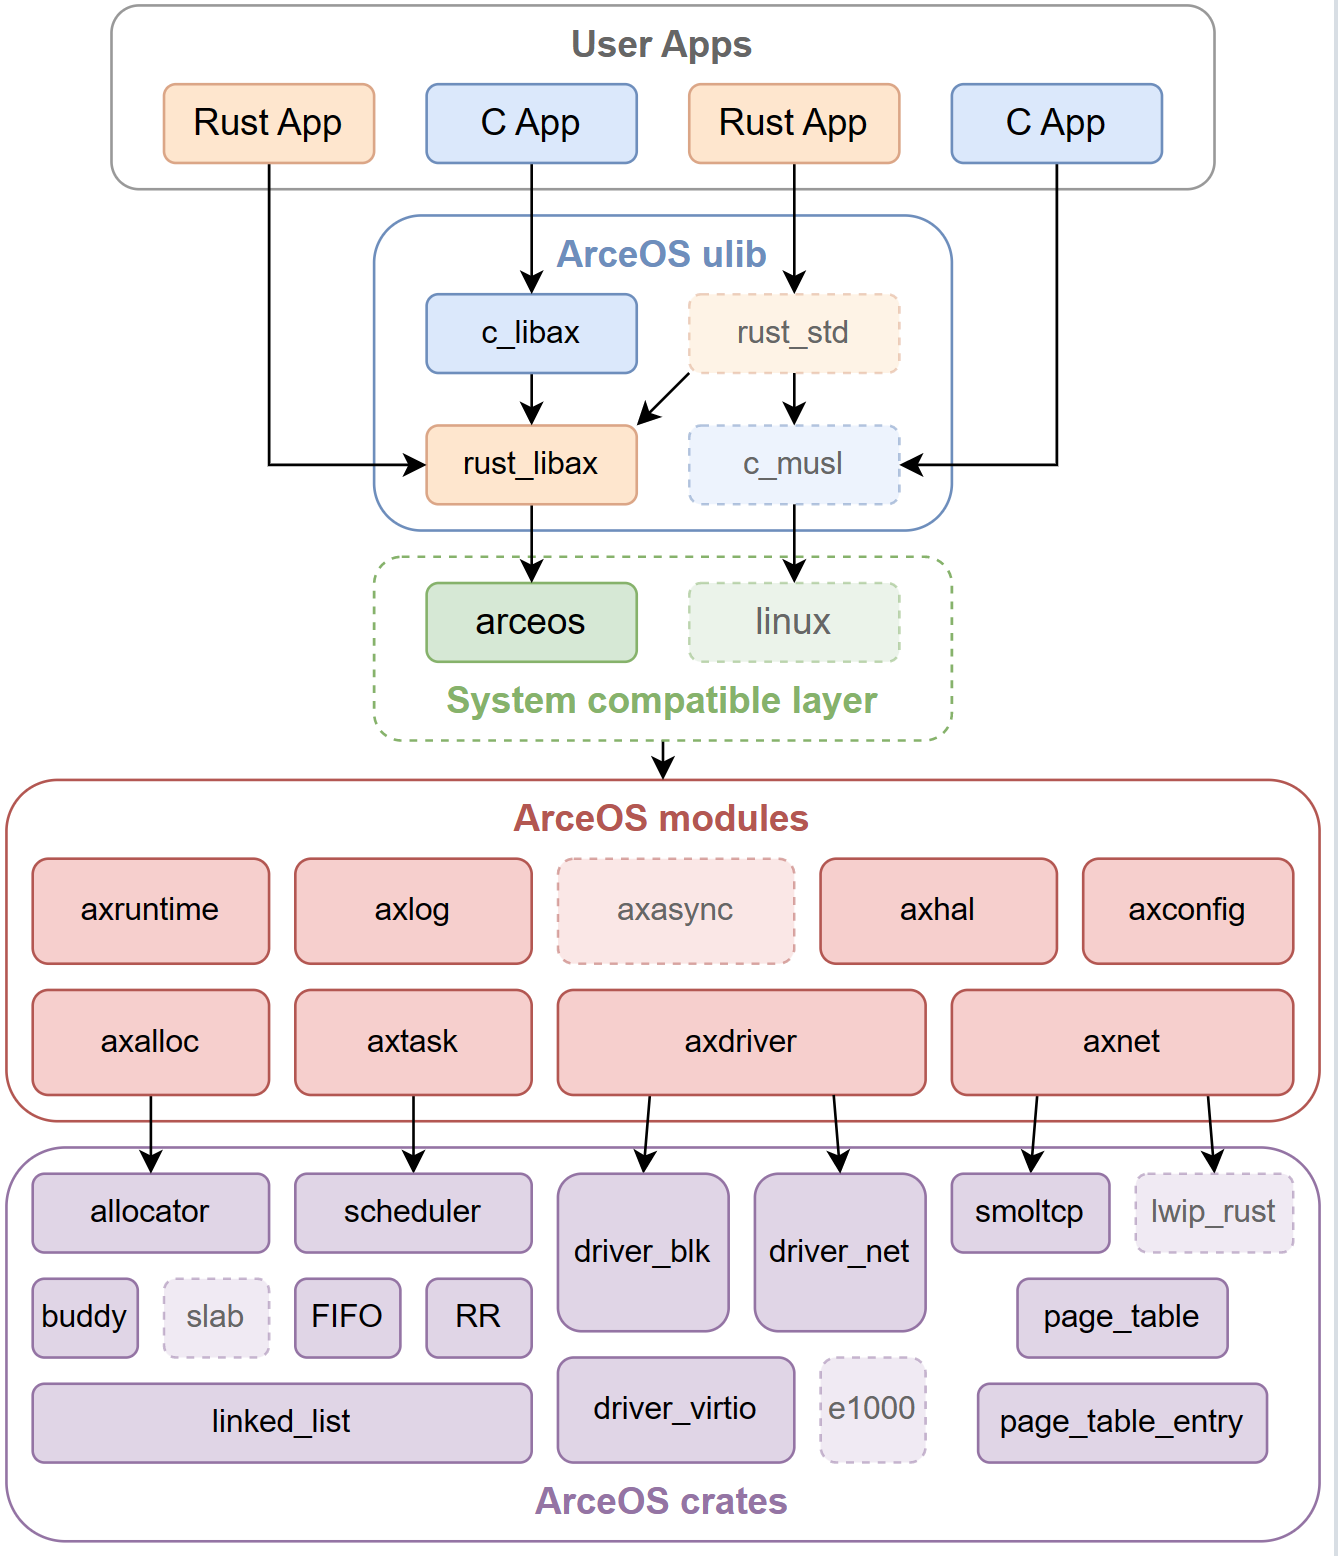 User Apps
Rust App
C App
Rust App
C App
ArceOS ulib
c_libax
rust_std
rust_libax
c_musl
arceos
linux
System compatible layer
ArceOS modules
axruntime
axlog
axasync
axhal
axconfig
axalloc
axtask
axdriver
axnet
allocator
scheduler
driver_blk
driver_net
smoltcp
lwip_rust
buddy
slab
FIFO
RR
page_table
linked_list
driver_virtio
e1000
page_table_entry
ArceOS crates